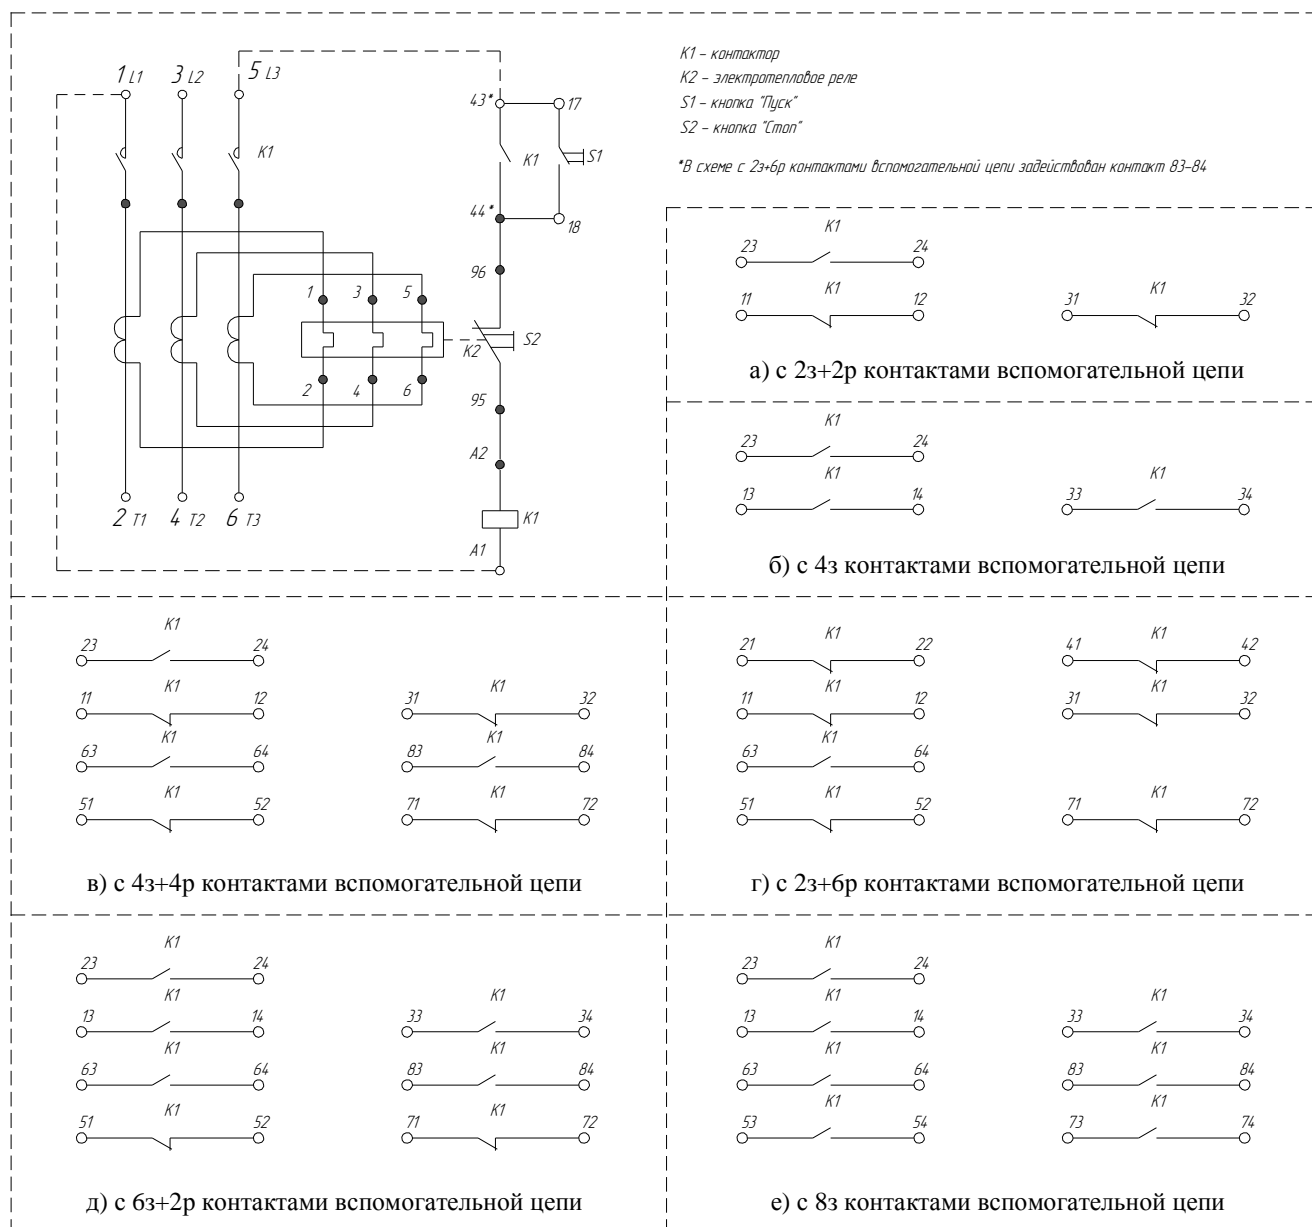 1 L1 3 L2 5 L3
K1
43* 17
K1 S1
44* 18
96
1 3 5
K2 S2
2 4 6
95
A2
2 T1 4 T2 6 T3
K1
A1
K1 – контактор
K2 – электротепловое реле
S1 – кнопка "Пуск"
S2 – кнопка "Стоп"
*В схеме с 2з+6р контактами вспомогательной цепи задействован контакт 83–84
K1
23 24
K1 K1
11 12 31 32
а) с 2з+2р контактами вспомогательной цепи
K1
23 24
K1 K1
13 14 33 34
б) с 4з контактами вспомогательной цепи
K1
23 24
K1 K1
11 12 31 32
K1 K1
63 64 83 84
K1 K1
51 52 71 72
в) с 4з+4р контактами вспомогательной цепи
K1 K1
21 22 41 42
K1 K1
11 12 31 32
K1
63 64
K1 K1
51 52 71 72
г) с 2з+6р контактами вспомогательной цепи
K1
23 24
K1 K1
13 14 33 34
K1 K1
63 64 83 84
K1 K1
51 52 71 72
д) с 6з+2р контактами вспомогательной цепи
K1
23 24
K1 K1
13 14 33 34
K1 K1
63 64 83 84
K1 K1
53 54 73 74
е) с 8з контактами вспомогательной цепи